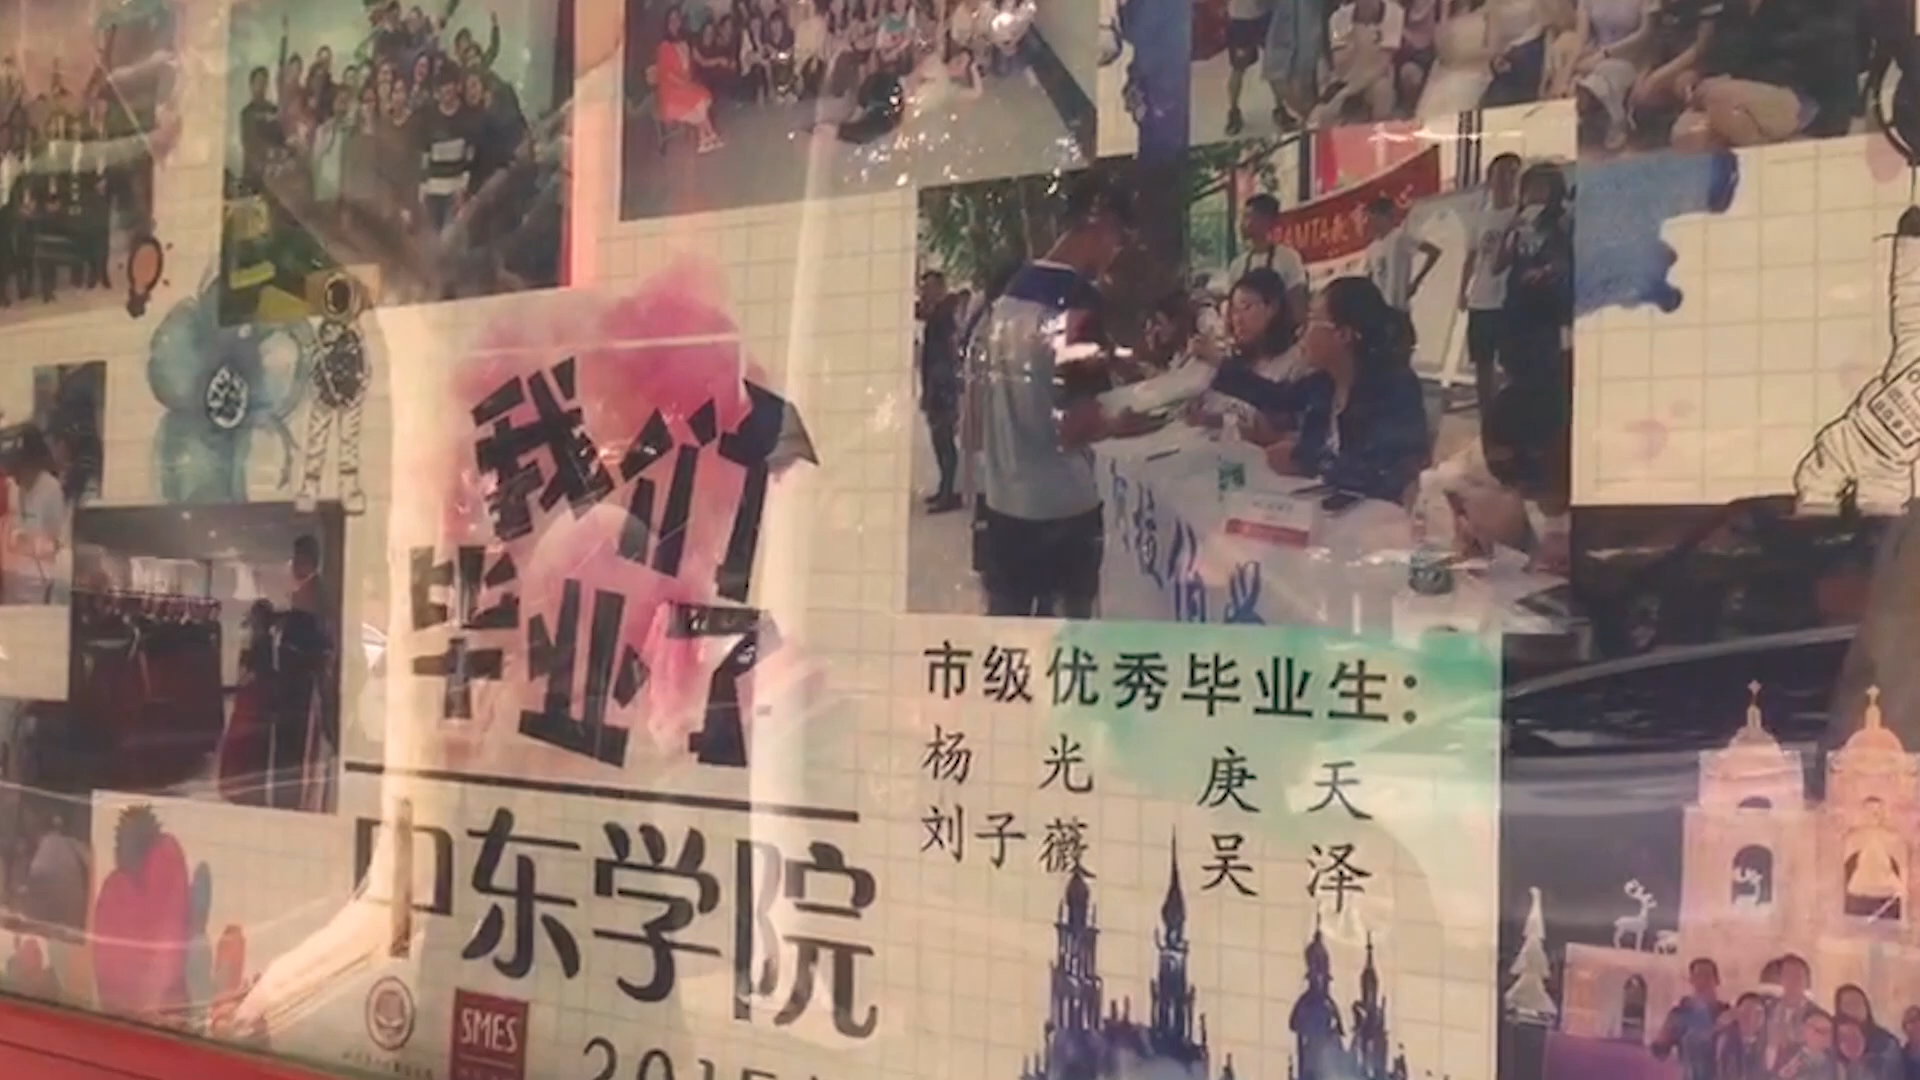 我们
毕业了
中东学院
SMES
市级优秀毕业生：
杨 光 庚 天
刘子薇 吴 泽